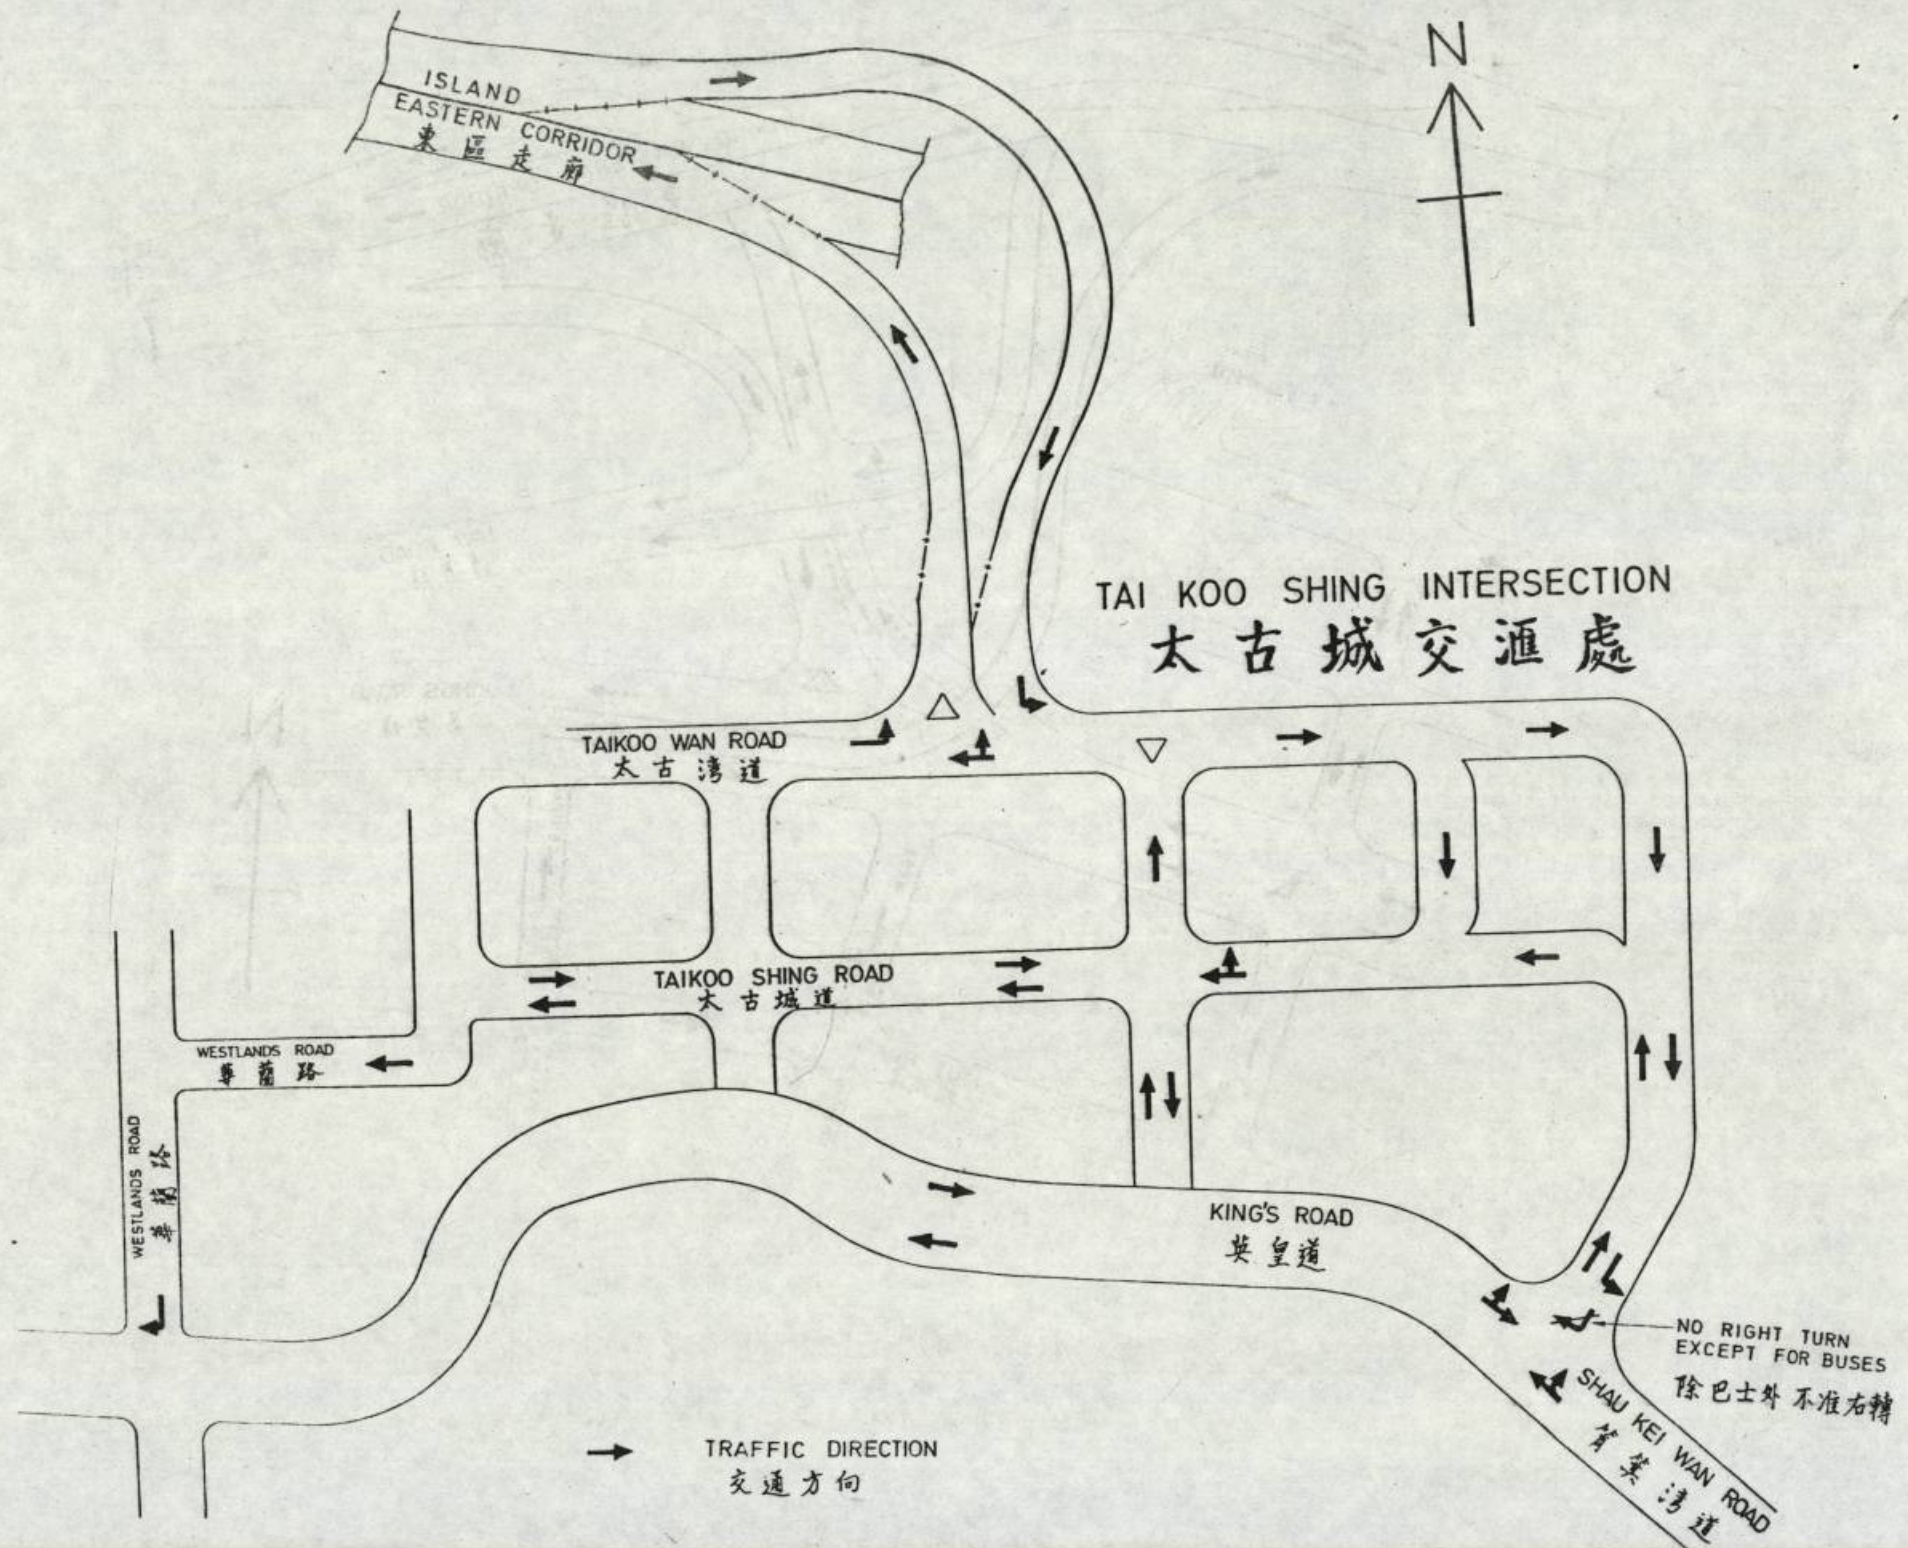 N
ISLAND
EASTERN CORRIDOR
東區走廊
TAI KOO SHING INTERSECTION
太古城交滙處
TAIKOO WAN ROAD
太古湾道
TAIKOO SHING ROAD
太古城道
WESTLANDS ROAD
華蘭路
WESTLANDS ROAD
華蘭路
KING'S ROAD
英皇道
NO RIGHT TURN
EXCEPT FOR BUSES
除巴士外不准右轉
SHAU KEI WAN ROAD
筲箕湾道
TRAFFIC DIRECTION
交通方向